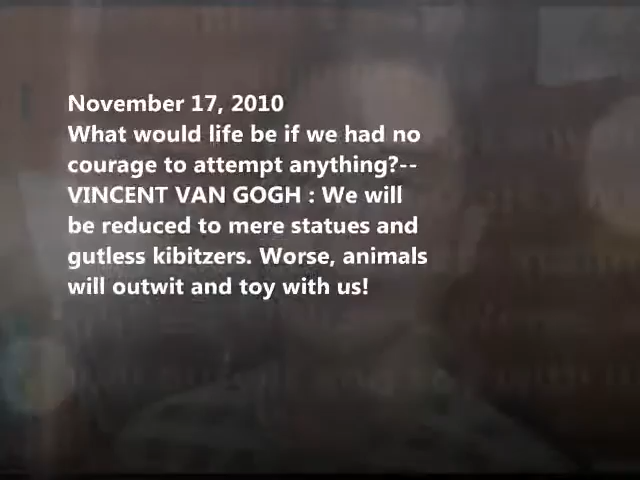 November 17, 2010
What would life be if we had no
courage to attempt anything?--
VINCENT VAN GOGH : We will
be reduced to mere statues and
gutless kibitzers. Worse, animals
will outwit and toy with us!